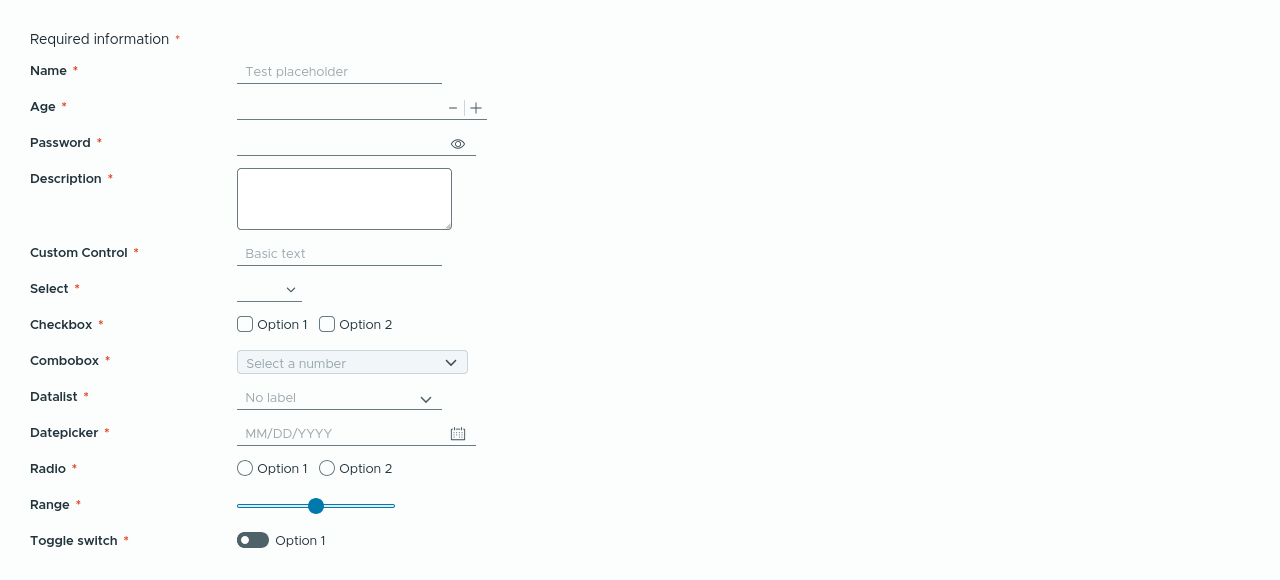 Required information *
Name * Test placeholder
Age *
Password *
Description *
Custom Control * Basic text
Select *
Checkbox * Option 1 Option 2
Combobox * Select a number
Datalist * No label
Datepicker * MM/DD/YYYY
Radio * Option 1 Option 2
Range *
Toggle switch * Option 1